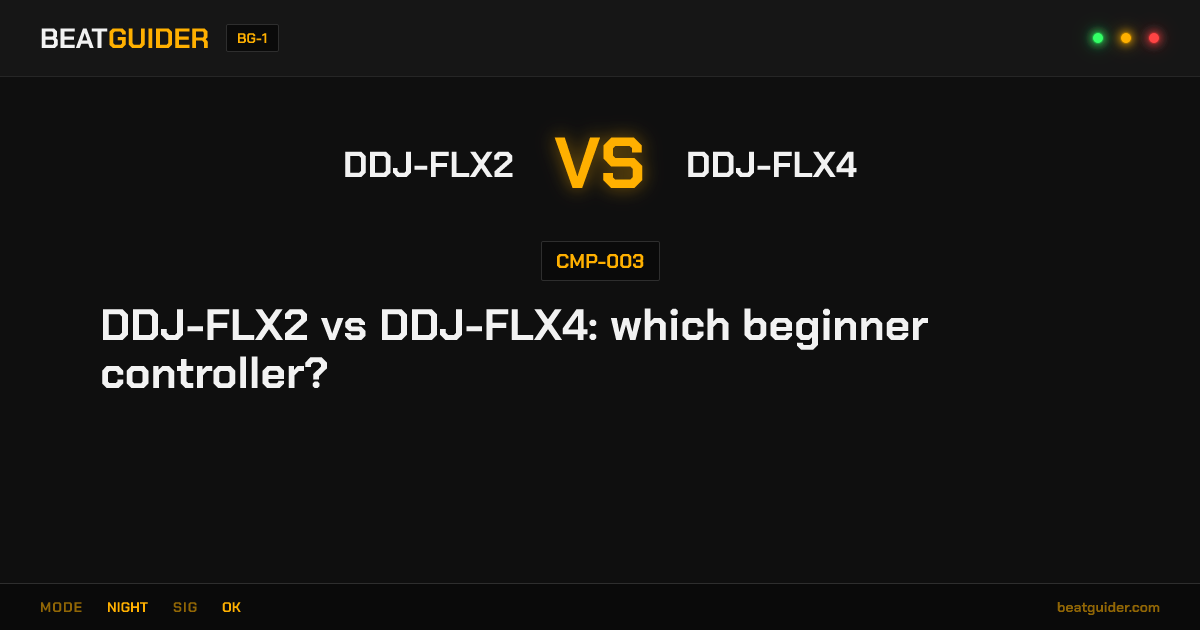 BEATGUIDER BG-1
DDJ-FLX2 VS DDJ-FLX4
CMP-003
DDJ-FLX2 vs DDJ-FLX4: which beginner
controller?
MODE NIGHT SIG OK beatguider.com